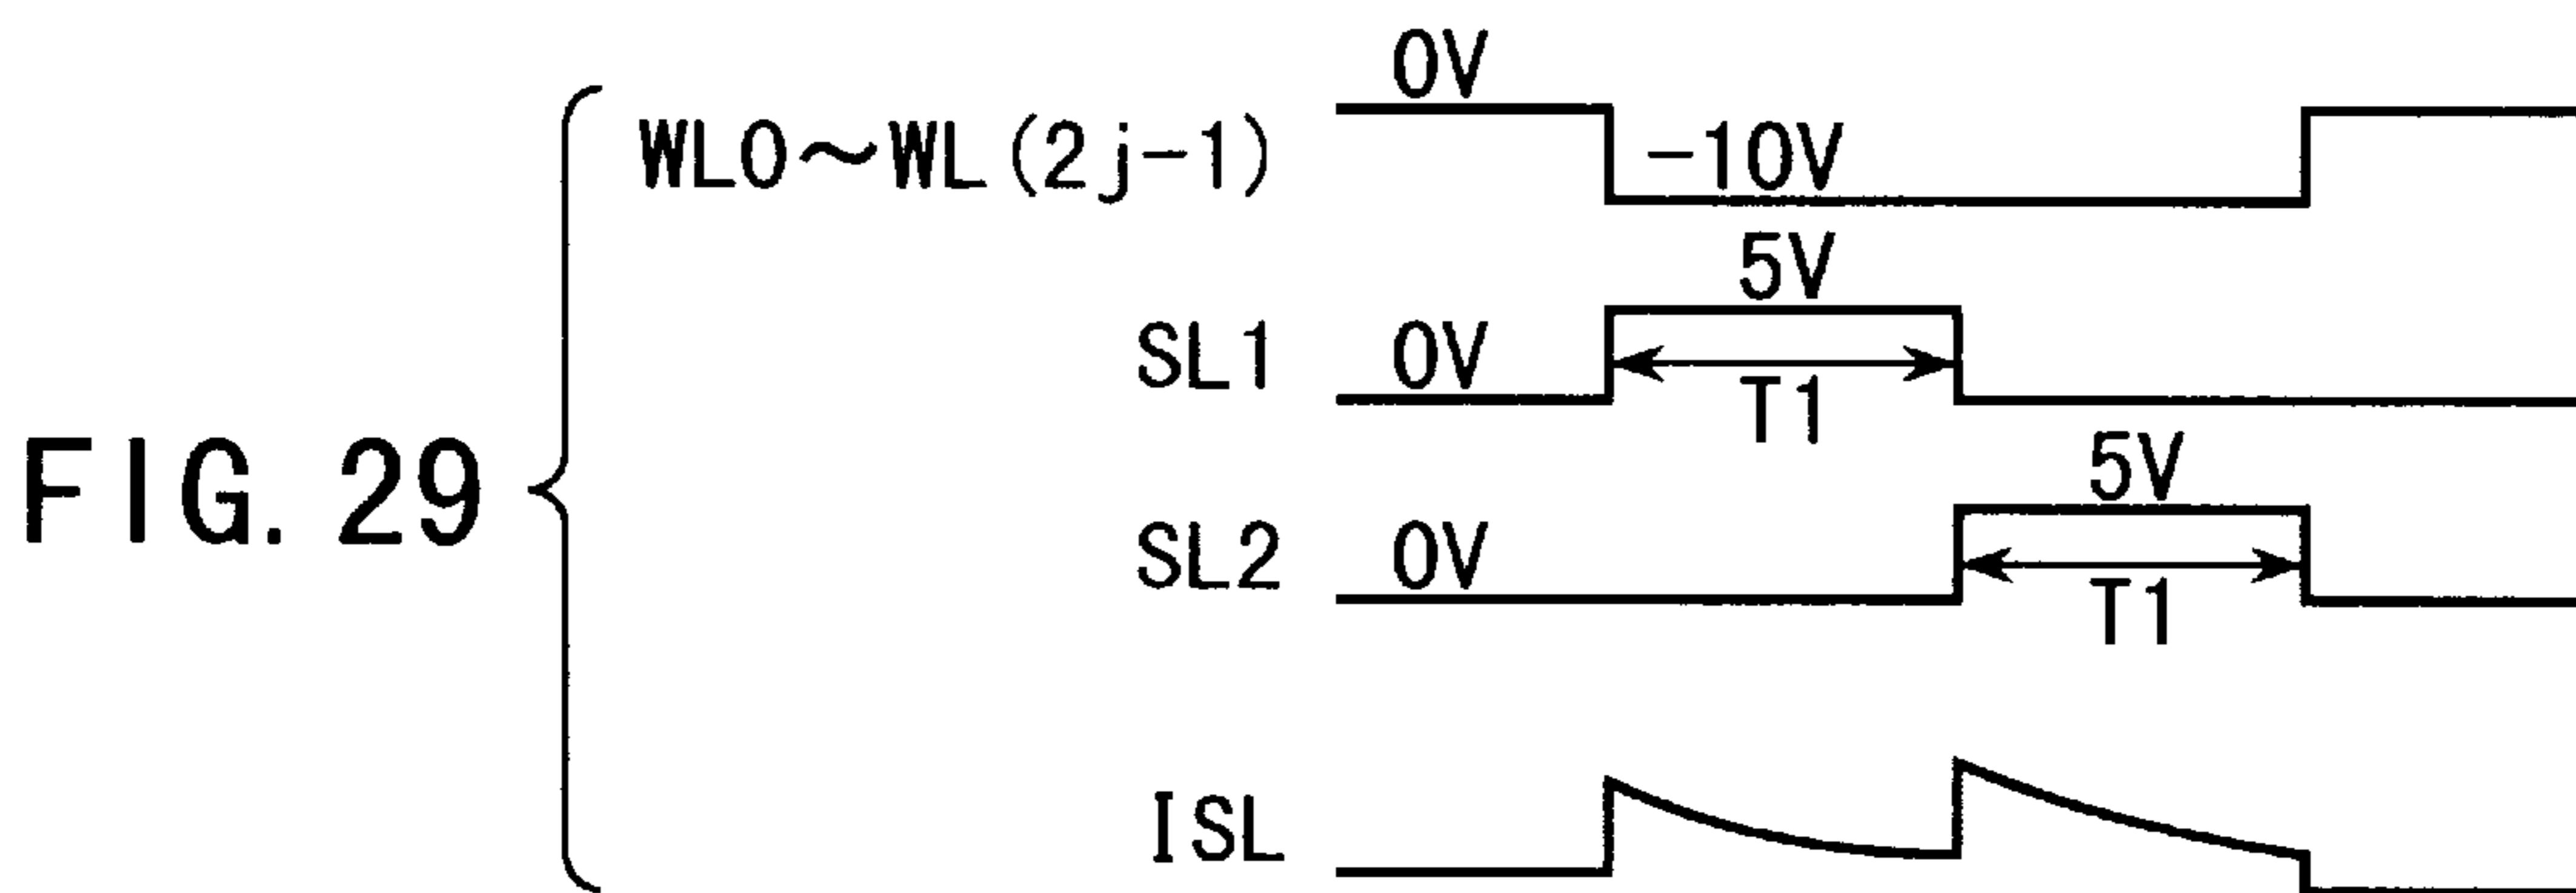 FIG. 29
WL0～WL(2j-1)
0V
-10V
SL1
0V
5V
T1
SL2
0V
5V
T1
ISL